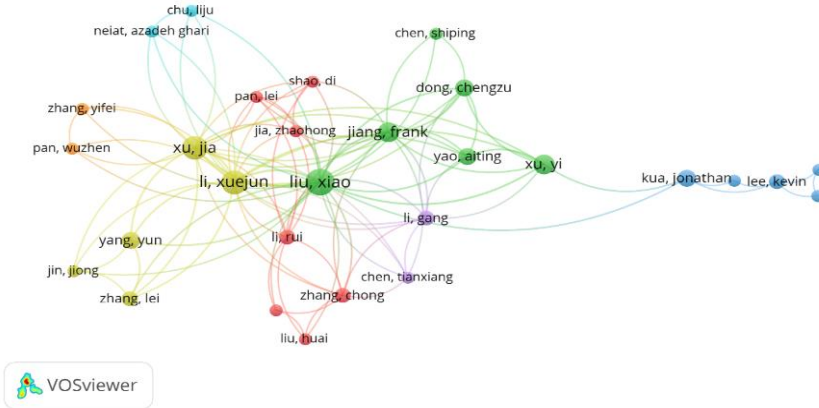 chu, liju
neiat, azadeh ghari
chen, shiping
shao, di
dong, chengzu
pan, lei
zhang, yifei
jia, zhaohong
jiang, frank
pan, wuzhen
xu, jia
yao, aiting
xu, yi
li, xuejun
liu, xiao
kua, jonathan
lee, kevin
li, gang
yang, yun
li, rui
jin, jiong
chen, tianxiang
zhang, lei
zhang, chong
liu, huai
VOSviewer